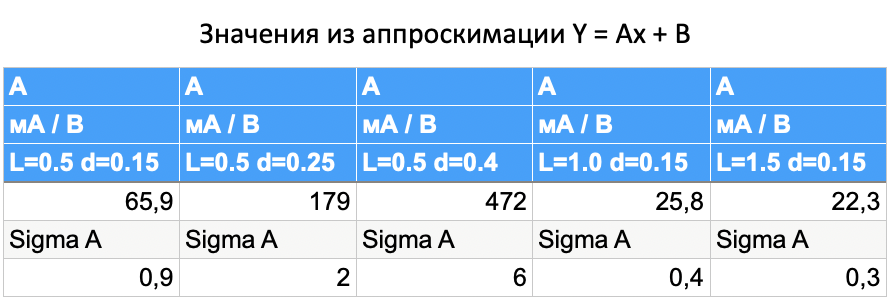 Значения из аппроскимации Y = Ax + B
A A A A A
мА / В мА / В мА / В мА / В мА / В
L=0.5 d=0.15 L=0.5 d=0.25 L=0.5 d=0.4 L=1.0 d=0.15 L=1.5 d=0.15
65,9 179 472 25,8 22,3
Sigma A Sigma A Sigma A Sigma A Sigma A
0,9 2 6 0,4 0,3